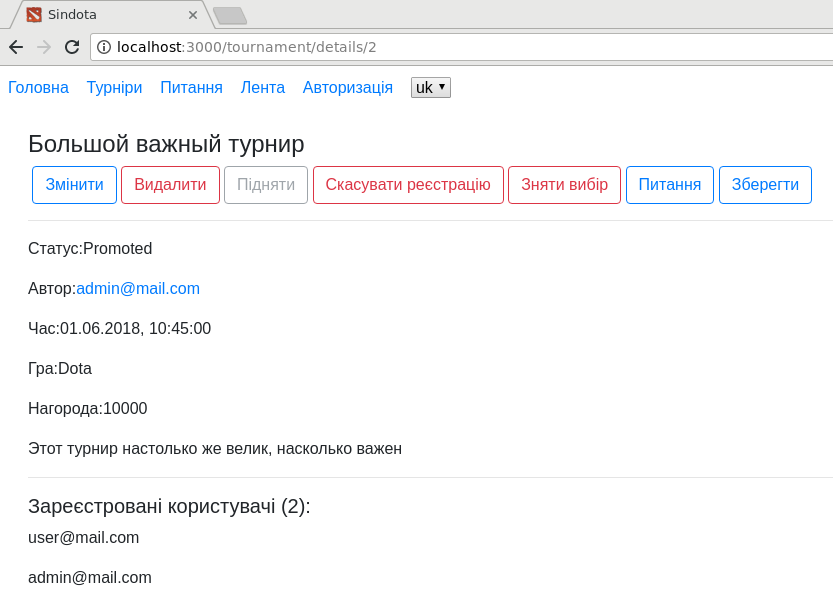 Sindota
localhost:3000/tournament/details/2
Головна Турніри Питання Лента Авторизація uk
Большой важный турнир
Змінити Видалити Підняти Скасувати реєстрацію Зняти вибір Питання Зберегти
Статус:Promoted
Автор:admin@mail.com
Час:01.06.2018, 10:45:00
Гра:Dota
Нагорода:10000
Этот турнир настолько же велик, насколько важен
Зареєстровані користувачі (2):
user@mail.com
admin@mail.com